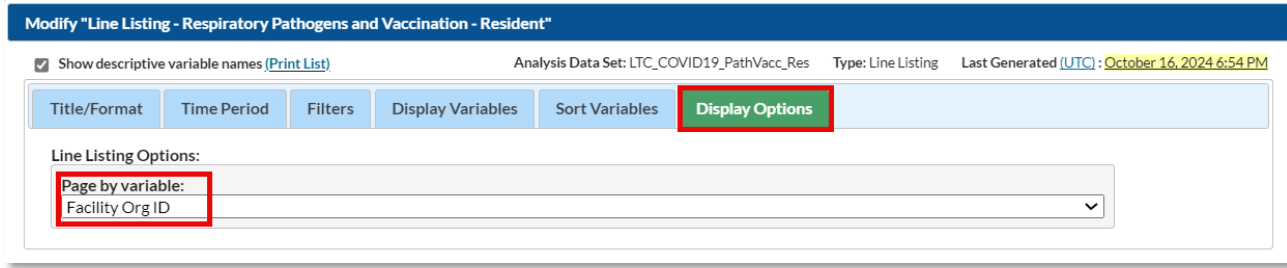 Modify "Line Listing - Respiratory Pathogens and Vaccination - Resident"
Show descriptive variable names (Print List) Analysis Data Set: LTC_COVID19_PathVacc_Res Type: Line Listing Last Generated (UTC) : October 16, 2024 6:54 PM
Title/Format Time Period Filters Display Variables Sort Variables Display Options
Line Listing Options:
Page by variable:
Facility Org ID